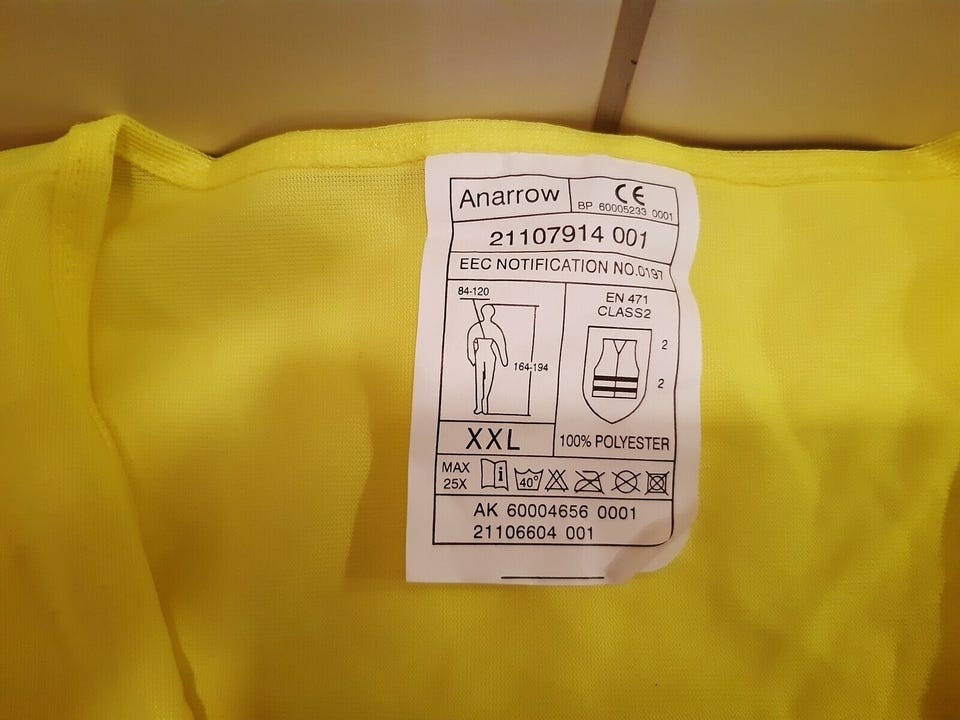 Anarrow
CE
BP 60005233 0001
21107914 001
EEC NOTIFICATION NO.0197
84-120
164-194
EN 471
CLASS2
2
2
XXL
100% POLYESTER
MAX
25X
i
40°
AK 60004656 0001
21106604 001